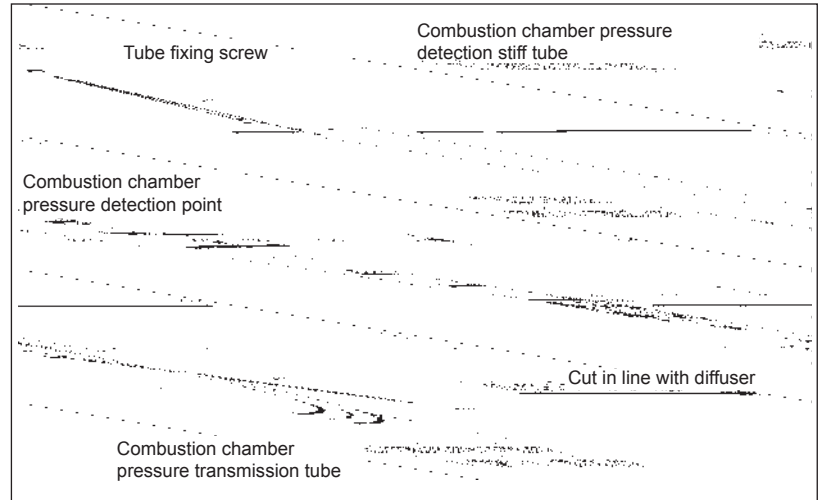 Combustion chamber pressure
detection stiff tube
Tube fixing screw
Combustion chamber
pressure detection point
Cut in line with diffuser
Combustion chamber
pressure transmission tube